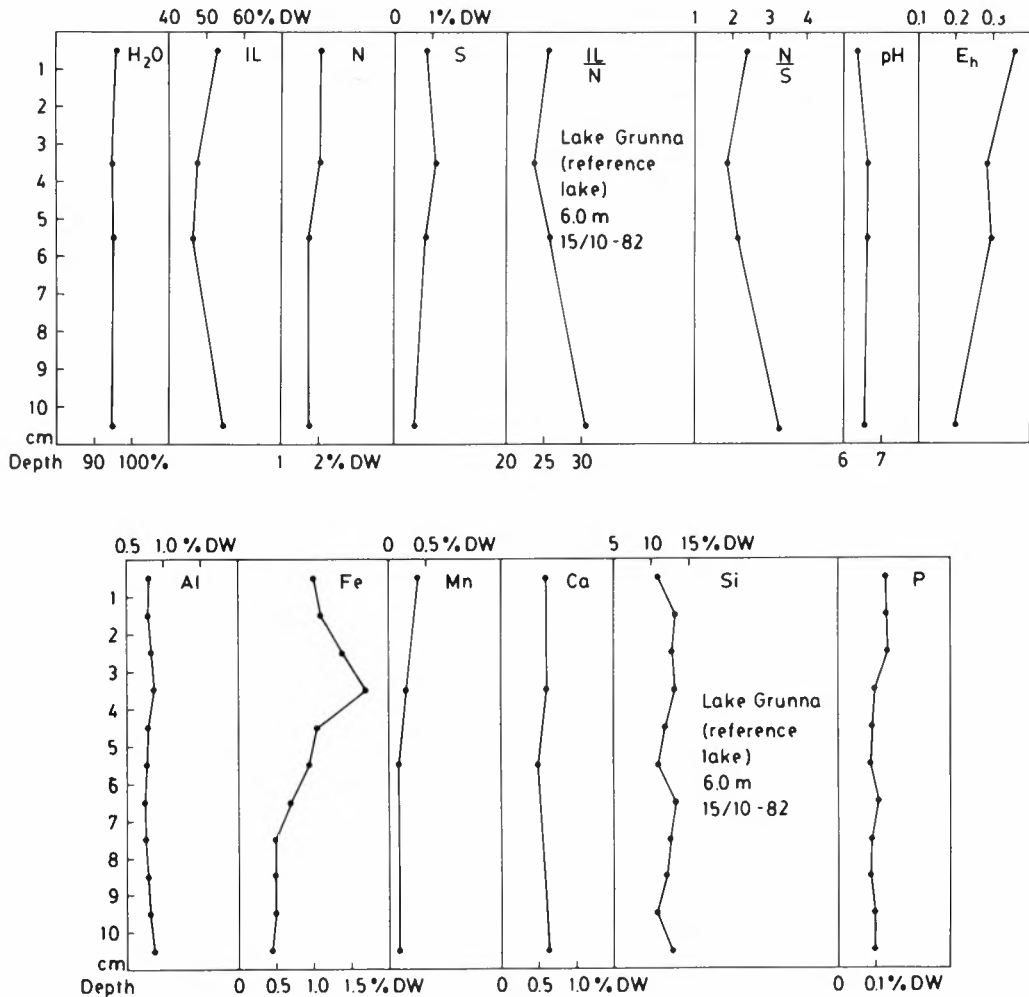 40 50 60% DW 0 1% DW 1 2 3 4 0.1 0.2 0.3
H₂O IL N S IL/N N/S pH Eₕ
1
2
3
4
5
6
7
8
9
10
cm
Lake Grunna
(reference
lake)
6.0 m
15/10-82
Depth 90 100% 1 2% DW 20 25 30 6 7
0.5 1.0 % DW 0 0.5% DW 5 10 15% DW
Al Fe Mn Ca Si P
1
2
3
4
5
6
7
8
9
10
cm
Lake Grunna
(reference
lake)
6.0 m
15/10-82
Depth 0 0.5 1.0 1.5% DW 0 0.5 1.0 % DW 0 0.1% DW